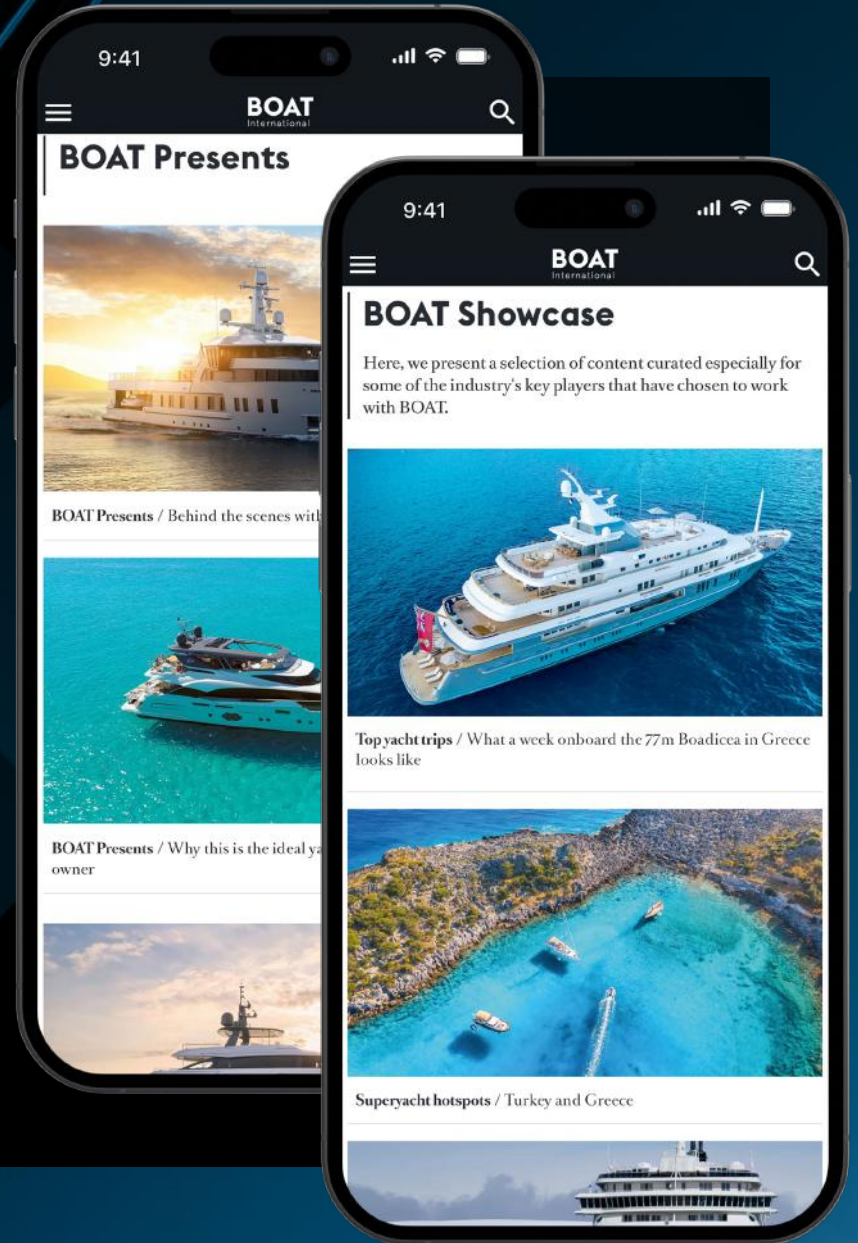 9:41
BOAT
International
BOAT Presents
BOAT Presents / Behind the scenes with
BOAT Presents / Why this is the ideal
owner
9:41
BOAT
International
BOAT Showcase
Here, we present a selection of content curated especially for
some of the industry's key players that have chosen to work
with BOAT.
Top yacht trips / What a week onboard the 77m Boadicea in Greece
looks like
Superyacht hotspots / Turkey and Greece